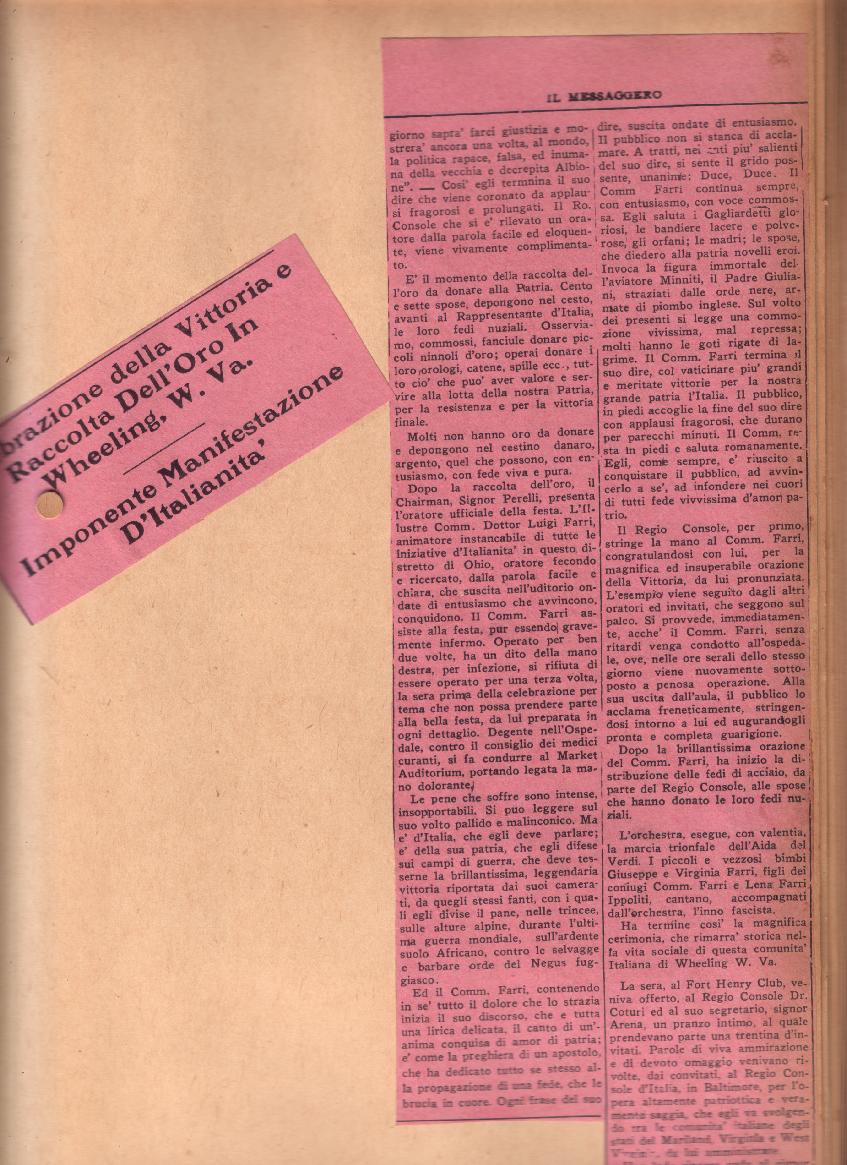 brazione della Vittoria e
Raccolta Dell'Oro In
Wheeling, W. Va.
Imponente Manifestazione
D'Italianita'
IL MESSAGGERO
giorno sapra' farci giustizia e mo-
strera' ancora una volta, al mondo,
la politica rapace, falsa, ed inuma-
na della vecchia e decrepita Albio-
ne". — Cosi' egli termnina il suo
dire che viene coronato da applau-
si fragorosi e prolungati. Il Ro.
Console che si e' rilevato un ora-
tore dalla parola facile ed eloquen-
te, viene vivamente complimenta-
to.
E' il momento della raccolta del-
l'oro da donare alla Patria. Cento
e sette spose, depongono nel cesto,
avanti al Rappresentante d'Italia,
le loro fedi nuziali. Osservia-
mo, commossi, fanciule donare pic-
coli ninnoli d'oro; operai donare i
loro orologi, catene, spille ecc., tut-
to cio' che puo' aver valore e ser-
vire alla lotta della nostra Patria,
per la resistenza e per la vittoria
finale.
Molti non hanno oro da donare
e depongono nel cestino danaro,
argento, quel che possono, con en-
tusiasmo, con fede viva e pura.
Dopo la raccolta dell'oro, il
Chairman, Signor Perelli, presenta
l'oratore ufficiale della festa. L'Il-
lustre Comm. Dottor Luigi Farri,
animatore instancabile di tutte le
iniziative d'Italianita' in questo di-
stretto di Ohio, oratore fecondo
e ricercato, dalla parola facile e
chiara, che suscita nell'uditorio on-
date di entusiasmo che avvincono,
conquidono. Il Comm. Farri as-
siste alla festa, pur essendo grave-
mente infermo. Operato per ben
due volte, ha un dito della mano
destra, per infezione, si rifiuta di
essere operato per una terza volta,
la sera prima della celebrazione per
tema che non possa prendere parte
alla bella festa, da lui preparata in
ogni dettaglio. Degente nell'Ospe-
dale, contro il consiglio dei medici
curanti, si fa condurre al Market
Auditorium, portando legata la ma-
no dolorante,
Le pene che soffre sono intense,
insopportabili. Si puo leggere sul
suo volto pallido e malinconico. Ma
e' d'Italia, che egli deve parlare;
e' della sua patria, che egli difese
sui campi di guerra, che deve tes-
serne la brillantissima, leggendaria
vittoria riportata dai suoi camera-
ti, da quegli stessi fanti, con i qua-
li egli divise il pane, nelle trincee,
sulle alture alpine, durante l'ulti-
ma guerra mondiale, sull'ardente
suolo Africano, contro le selvagge
e barbare orde del Negus fug-
giasco.
Ed il Comm. Farri, contenendo
in se' tutto il dolore che lo strazia
inizia il suo discorso, che e tutta
una lirica delicata, il canto di un'-
anima conquisa di amor di patria;
e' come la preghiera di un apostolo,
che ha dedicato tutto se stesso al-
la propagazione di una fede, che le
brucia in cuore. Ogni frase del suo
dire, suscita ondate di entusiasmo.
Il pubblico non si stanca di accla-
mare. A tratti, nei piu' salienti
del suo dire, si sente il grido pos-
sente, unanime: Duce, Duce. Il
Comm Farri continua sempre,
con entusiasmo, con voce commos-
sa. Egli saluta i Gagliardetti glo-
riosi, le bandiere lacere e polve-
rose, gli orfani; le madri; le spose,
che diedero alla patria novelli eroi.
Invoca la figura immortale del-
l'aviatore Minniti, il Padre Giulia-
ni, straziati dalle orde nere, ar-
mate di piombo inglese. Sul volto
dei presenti si legge una commo-
zione vivissima, mal repressa;
molti hanno le goti rigate di la-
grime. Il Comm. Farri termina il
suo dire, col vaticinare piu' grandi
e meritate vittorie per la nostra
grande patria l'Italia. Il pubblico,
in piedi accoglie la fine del suo dire
con applausi fragorosi, che durano
per parecchi minuti. Il Comm. re-
sta in piedi e saluta romanamente.
Egli, come sempre, e' riuscito a
conquistare il pubblico, ad avvin-
cerlo a se', ad infondere nei cuori
di tutti fede vivvissima d'amor pa-
trio.
Il Regio Console, per primo,
stringe la mano al Comm. Farri,
congratulandosi con lui, per la
magnifica ed insuperabile orazione
della Vittoria, da lui pronunziata.
L'esempio viene seguito dagli altri
oratori ed invitati, che seggono sul
palco. Si provvede, immediatamen-
te, acche' il Comm. Farri, senza
ritardi venga condotto all'ospeda-
le, ove, nelle ore serali dello stesso
giorno viene nuovamente sotto-
posto a penosa operazione. Alla
sua uscita dall'aula, il pubblico lo
acclama freneticamente, stringen-
dosi intorno a lui ed augurandogli
pronta e completa guarigione.
Dopo la brillantissima orazione
del Comm. Farri, ha inizio la di-
stribuzione delle fedi di acciaio, da
parte del Regio Console, alle spose
che hanno donato le loro fedi nu-
ziali.
L'orchestra, esegue, con valentia,
la marcia trionfale dell'Aida del
Verdi. I piccoli e vezzosi bimbi
Giuseppe e Virginia Farri, figli dei
coniugi Comm. Farri e Lena Farri
Ippoliti, cantano, accompagnati
dall'orchestra, l'inno fascista.
Ha termine cosi' la magnifica
cerimonia, che rimarra' storica nel-
la vita sociale di questa comunita'
Italiana di Wheeling W. Va.
La sera, al Fort Henry Club, ve-
niva offerto, al Regio Console Dr.
Coturi ed al suo segretario, signor
Arena, un pranzo intimo, al quale
prendevano parte una trentina d'in-
vitati. Parole di viva ammirazione
e di devoto omaggio venivano ri-
volte, dai convitati, al Regio Con-
sole d'Italia, in Baltimore, per l'o-
pera altamente patriottica e vera-
mente saggia, che egli va svolgen-
do tra le comunita' italiane degli
stati del Mariland, Virginia e West
da lui amministrate.